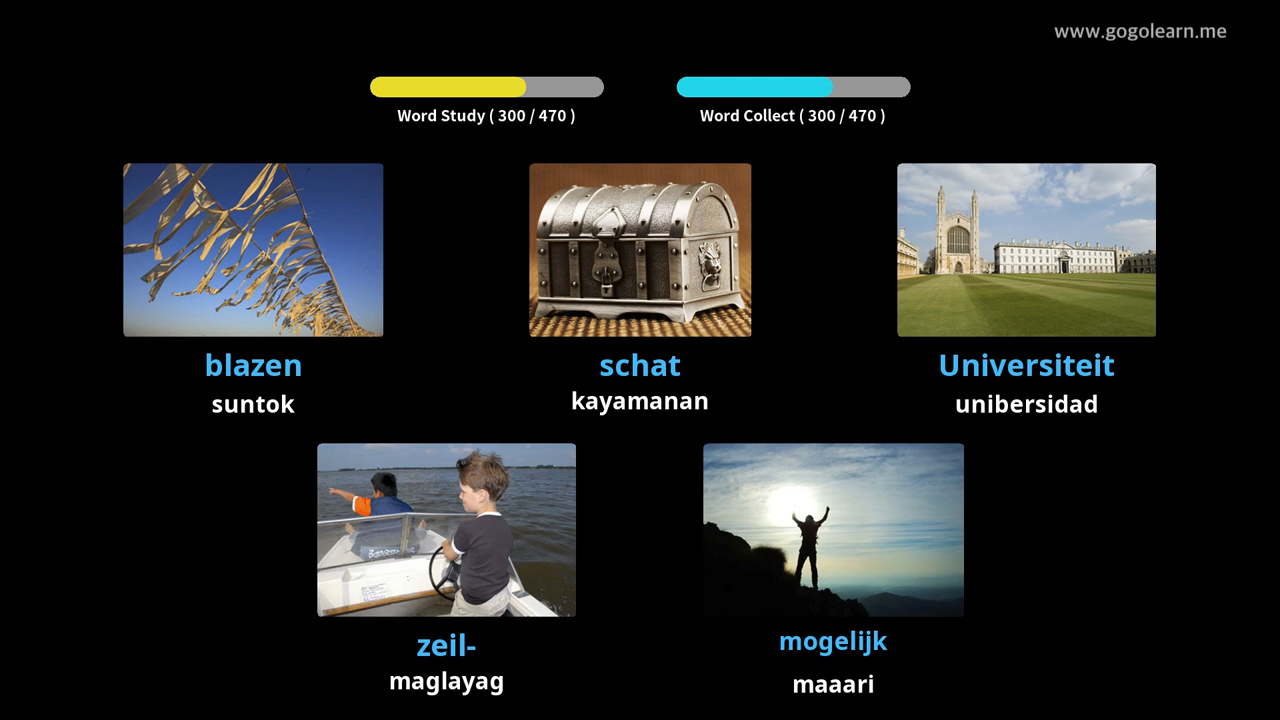 www.gogolearn.me
Word Study ( 300 / 470 )
Word Collect ( 300 / 470 )
blazen
suntok
schat
kayamanan
Universiteit
unibersidad
zeil-
maglayag
mogelijk
maaari